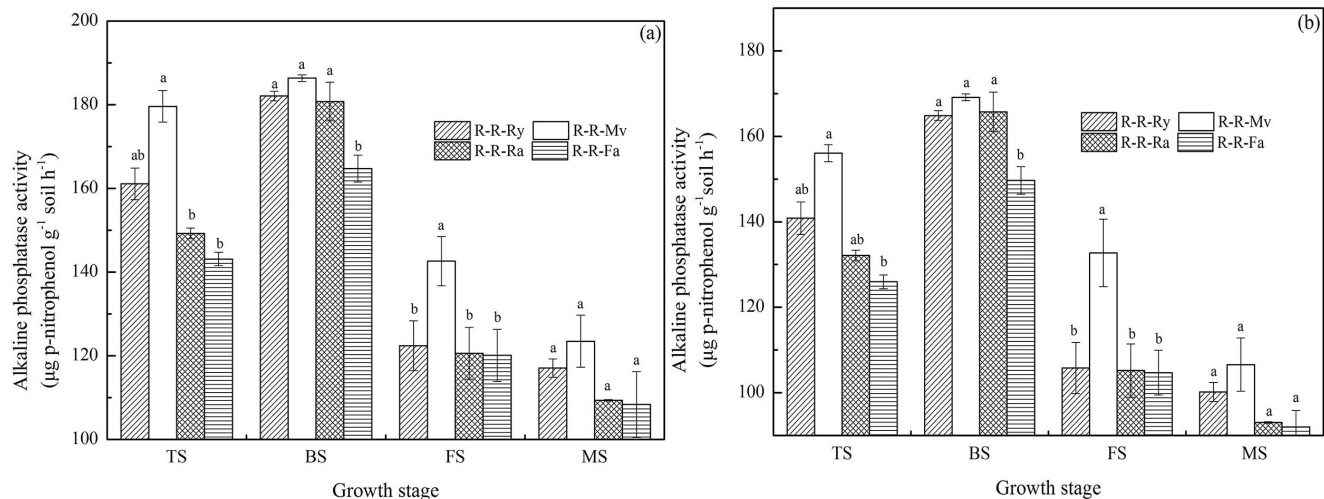 (a)
200
180
160
140
120
100
Alkaline phosphatase activity
(μg p-nitrophenol g⁻¹ soil h⁻¹)
R-R-Ry R-R-Mv
R-R-Ra R-R-Fa
ab a b b
a a a b
b a b b
a a a a
TS BS FS MS
Growth stage
(b)
180
160
140
120
100
Alkaline phosphatase activity
(μg p-nitrophenol g⁻¹ soil h⁻¹)
R-R-Ry R-R-Mv
R-R-Ra R-R-Fa
ab a ab b
a a a b
b a b b
a a a a
TS BS FS MS
Growth stage